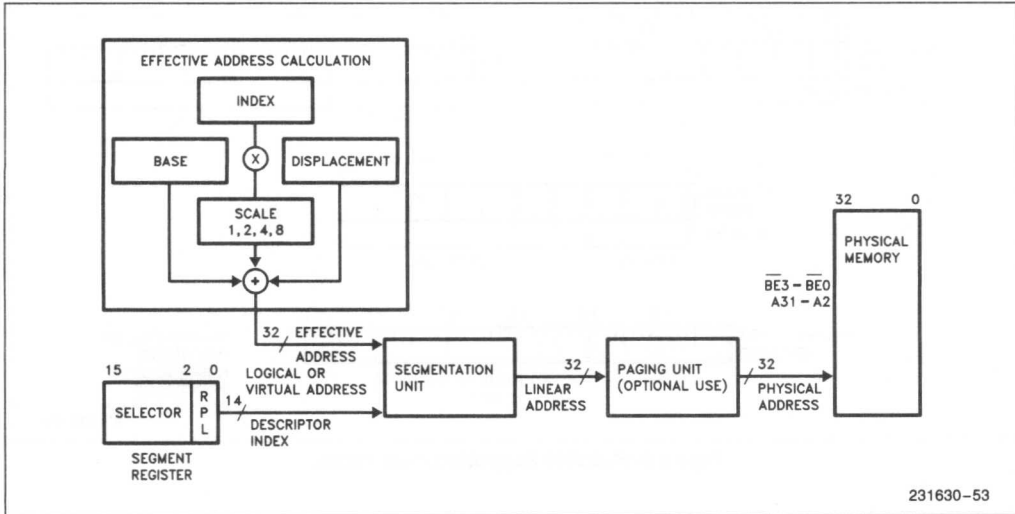 EFFECTIVE ADDRESS CALCULATION
INDEX
BASE
X
DISPLACEMENT
SCALE
1, 2, 4, 8
+
32
EFFECTIVE
ADDRESS
LOGICAL OR
VIRTUAL ADDRESS
15 2 0
SELECTOR
R
P
L
14
DESCRIPTOR
INDEX
SEGMENT
REGISTER
SEGMENTATION
UNIT
32
LINEAR
ADDRESS
PAGING UNIT
(OPTIONAL USE)
32
PHYSICAL
ADDRESS
32 0
PHYSICAL
MEMORY
B̅E̅3 – B̅E̅0
A31 – A2
231630–53